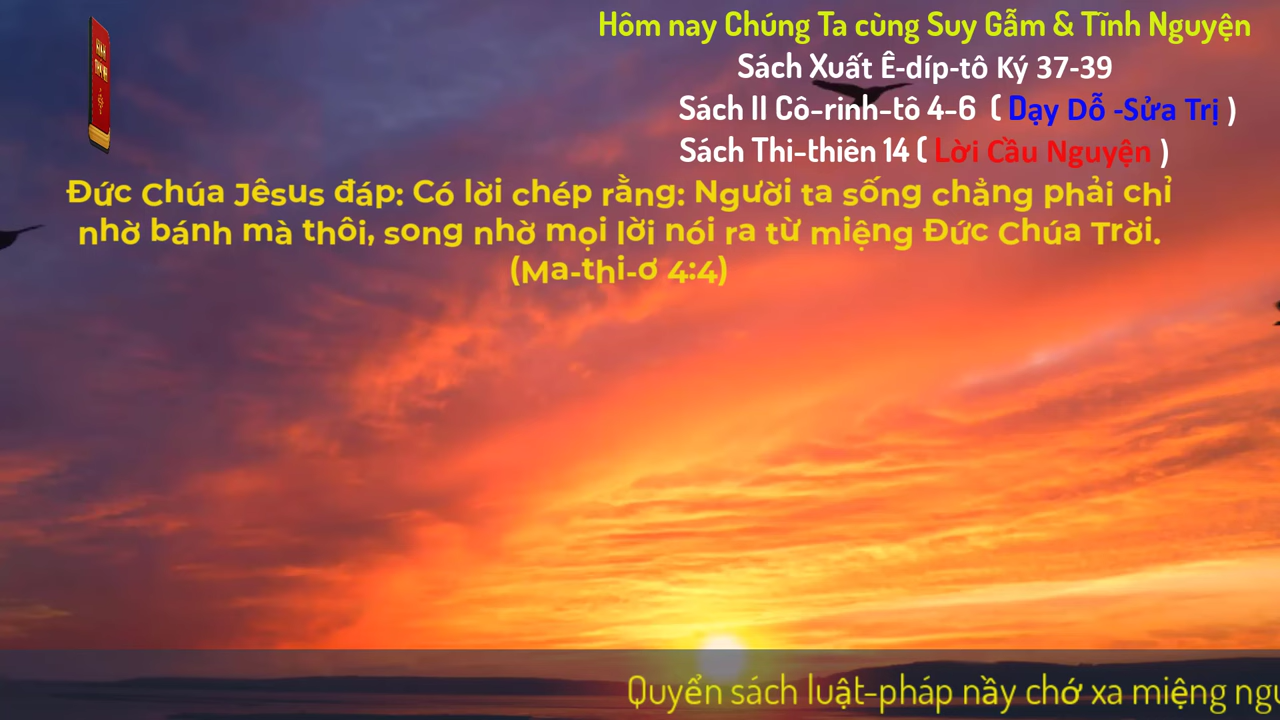 Hôm nay Chúng Ta cùng Suy Gẫm & Tĩnh Nguyện
Sách Xuất Ê-díp-tô Ký 37-39
Sách II Cô-rinh-tô 4-6 ( Dạy Dỗ -Sửa Trị )
Sách Thi-thiên 14 ( Lời Cầu Nguyện )
Đức Chúa Jêsus đáp: Có lời chép rằng: Người ta sống chẳng phải chỉ
nhờ bánh mà thôi, song nhờ mọi lời nói ra từ miệng Đức Chúa Trời.
(Ma-thi-ơ 4:4)
Quyển sách luật-pháp nầy chớ xa miệng ngư